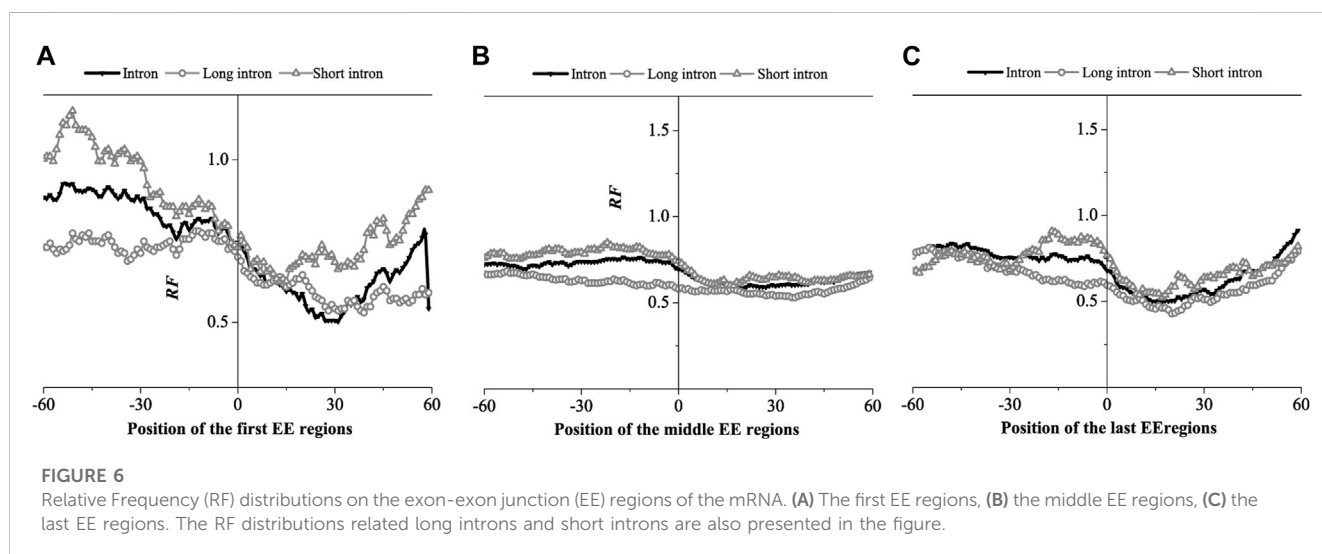 A
B
C
Intron Long intron Short intron
Intron Long intron Short intron
Intron Long intron Short intron
1.0
0.5
RF
-60 -30 0 30 60
Position of the first EE regions
1.5
1.0
0.5
RF
-60 -30 0 30 60
Position of the middle EE regions
1.5
1.0
0.5
-60 -30 0 30 60
Position of the last EEregions
FIGURE 6
Relative Frequency (RF) distributions on the exon-exon junction (EE) regions of the mRNA. (A) The first EE regions, (B) the middle EE regions, (C) the
last EE regions. The RF distributions related long introns and short introns are also presented in the figure.